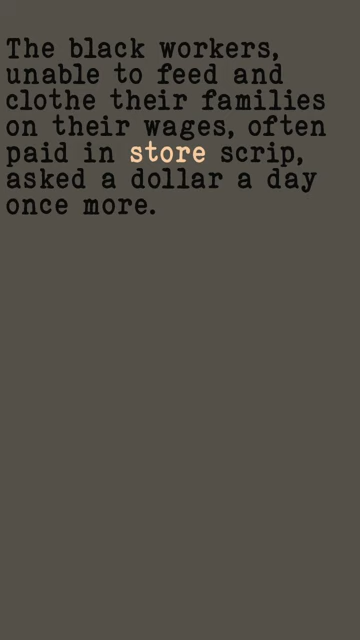 The black workers,
unable to feed and
clothe their families
on their wages, often
paid in store scrip,
asked a dollar a day
once more.